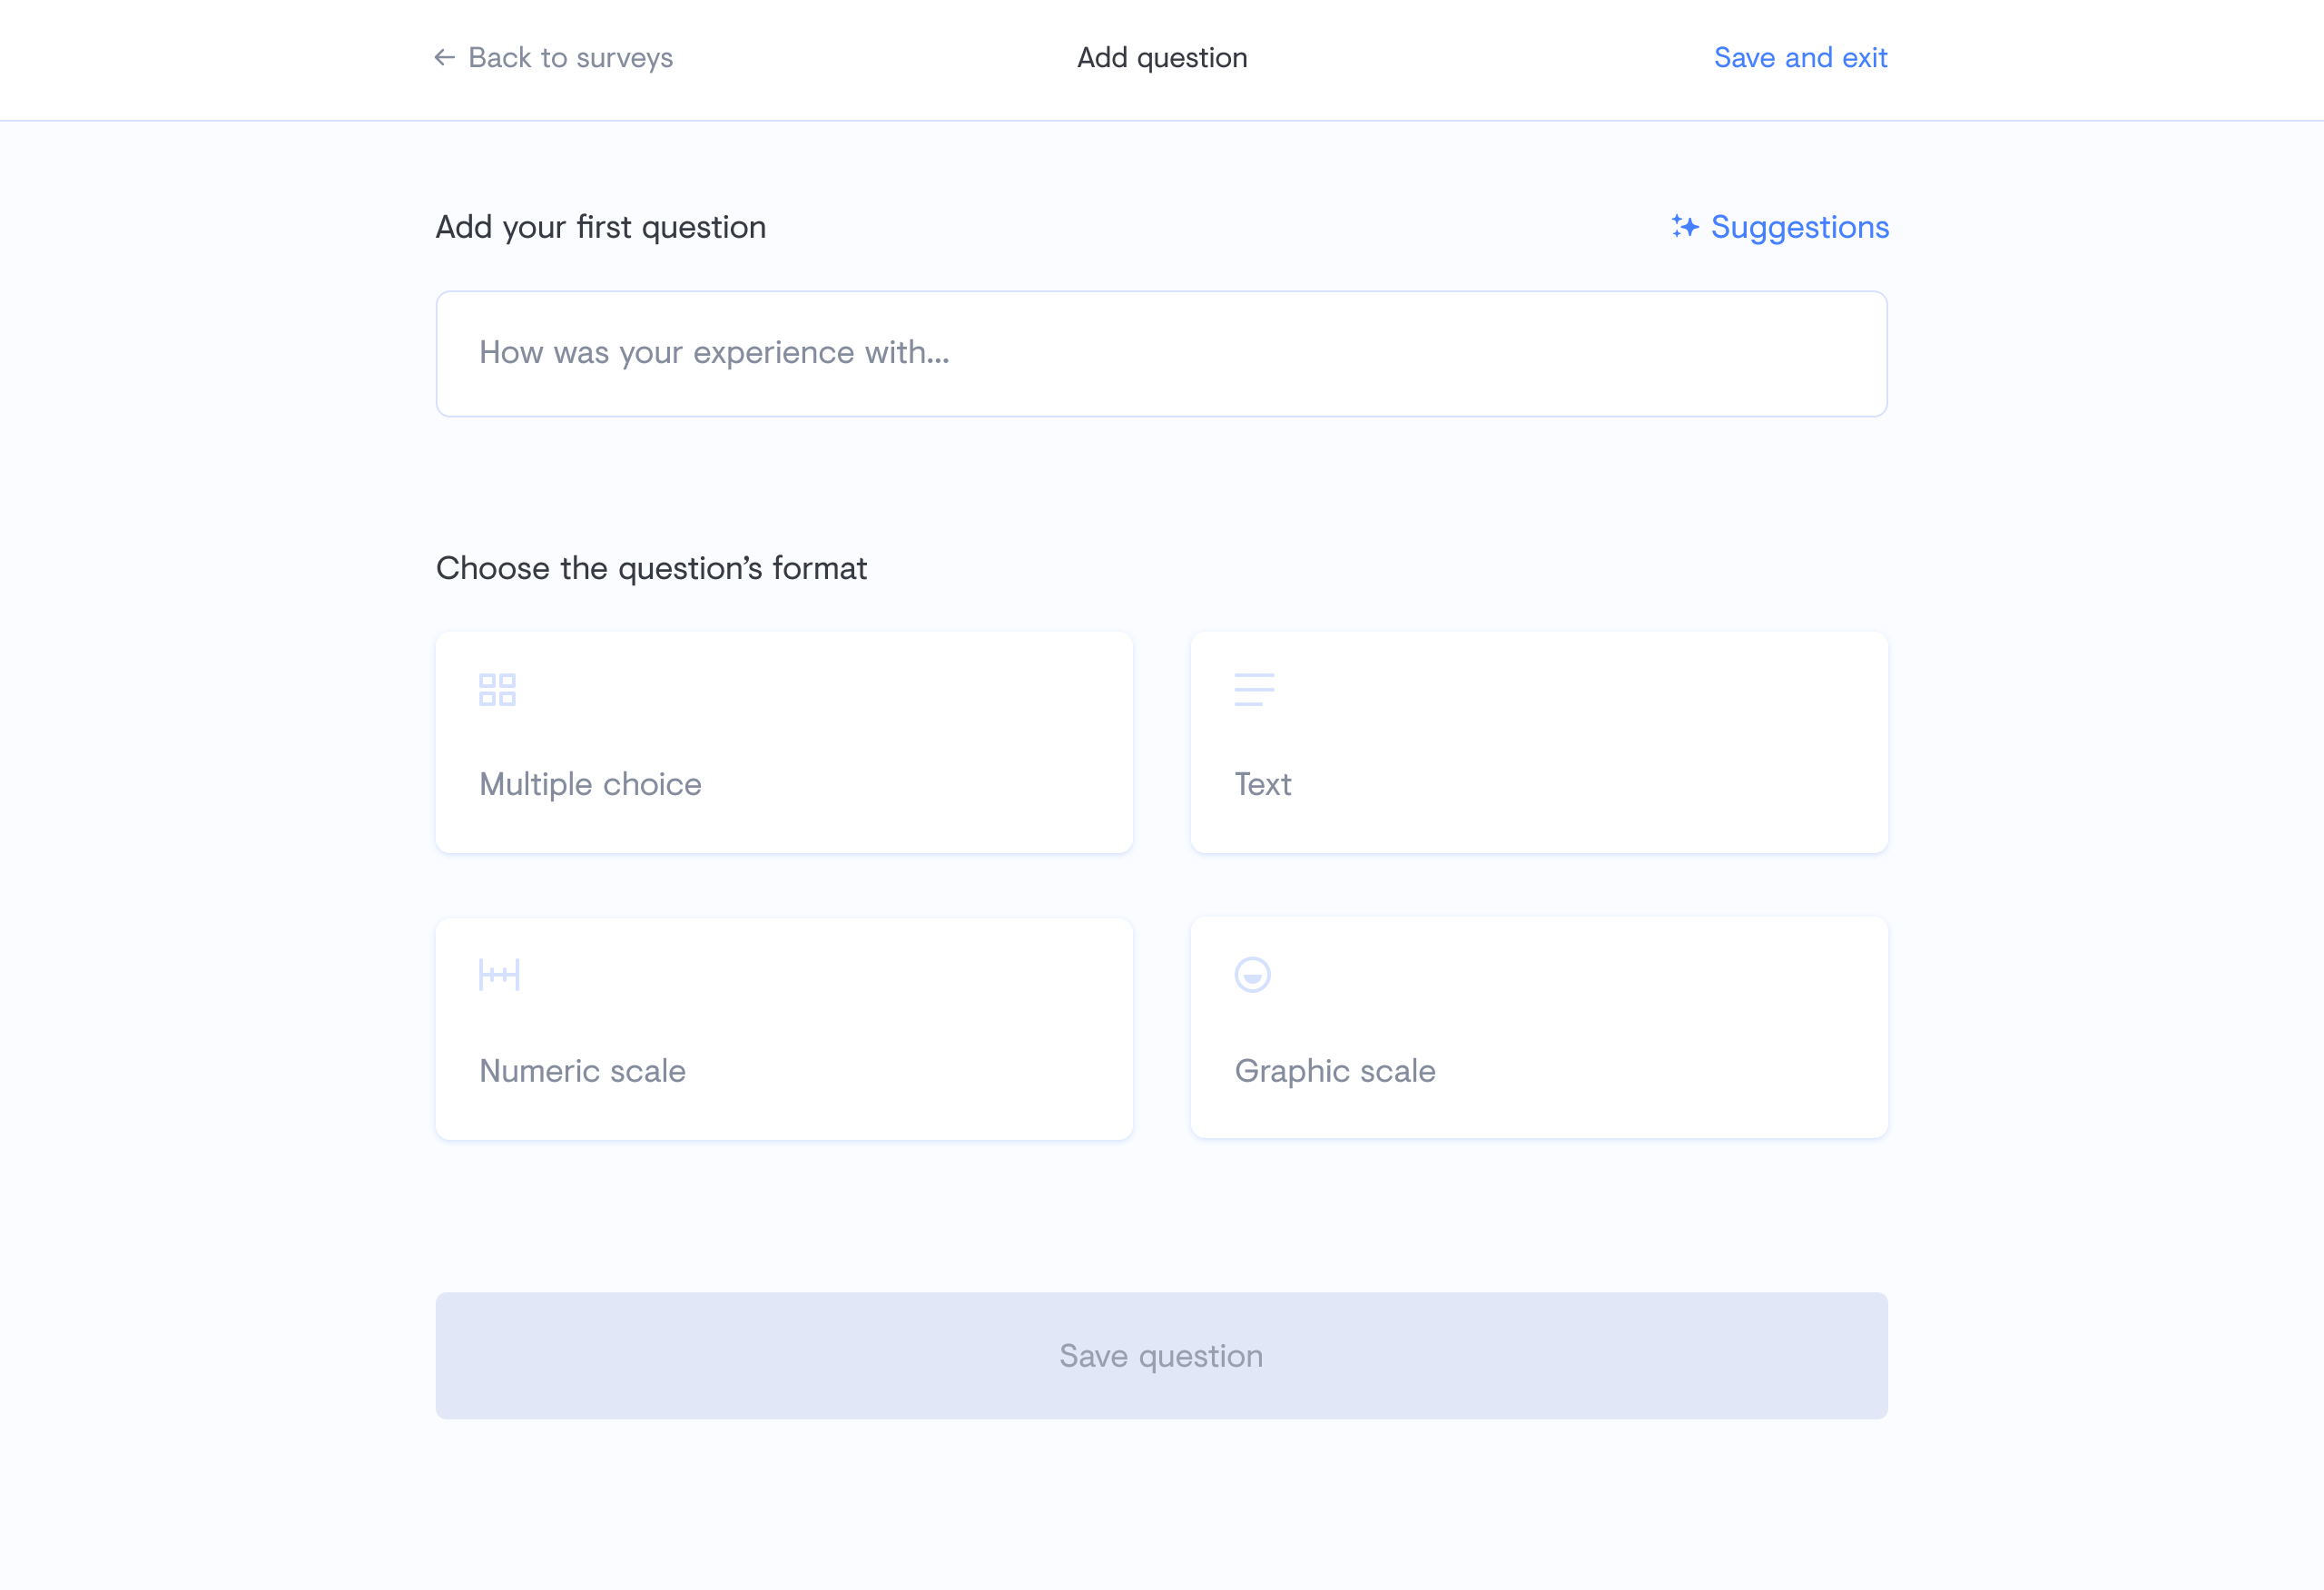 Back to surveys
Add question
Save and exit
Add your first question
Suggestions
How was your experience with...
Choose the question’s format
Multiple choice
Text
Numeric scale
Graphic scale
Save question